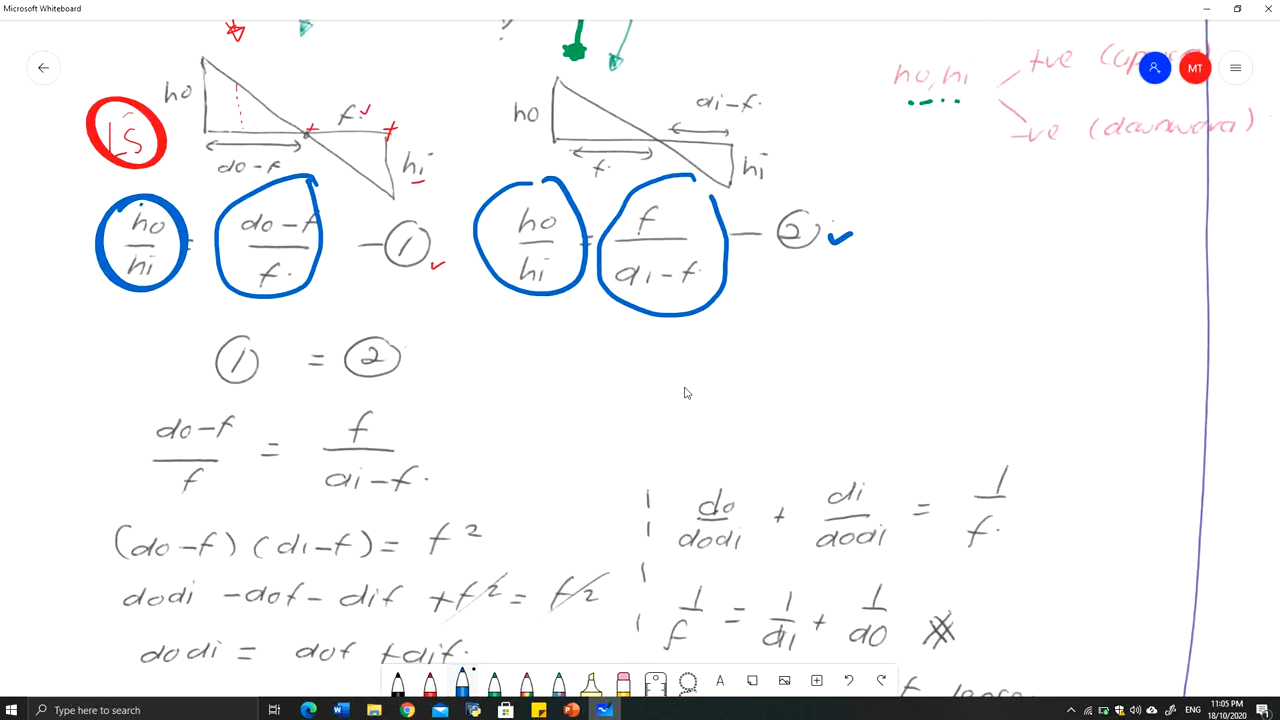 Microsoft Whiteboard
MT
ho, hi
+ve
-ve (downward)
ho
f
do-f
hi
ho
di-f
f
hi
LS
ho/hi = do-f/f - ①
ho/hi = f/di-f - ②
① = ②
do-f/f = f/di-f
(do-f)(di-f) = f²
dodi - dof - dif + f² = f²
dodi = dof + dif
do/dodi + di/dodi = 1/f
1/f = 1/di + 1/do
A
Type here to search
W
P
ENG
11:05 PM
18/10/2020
1